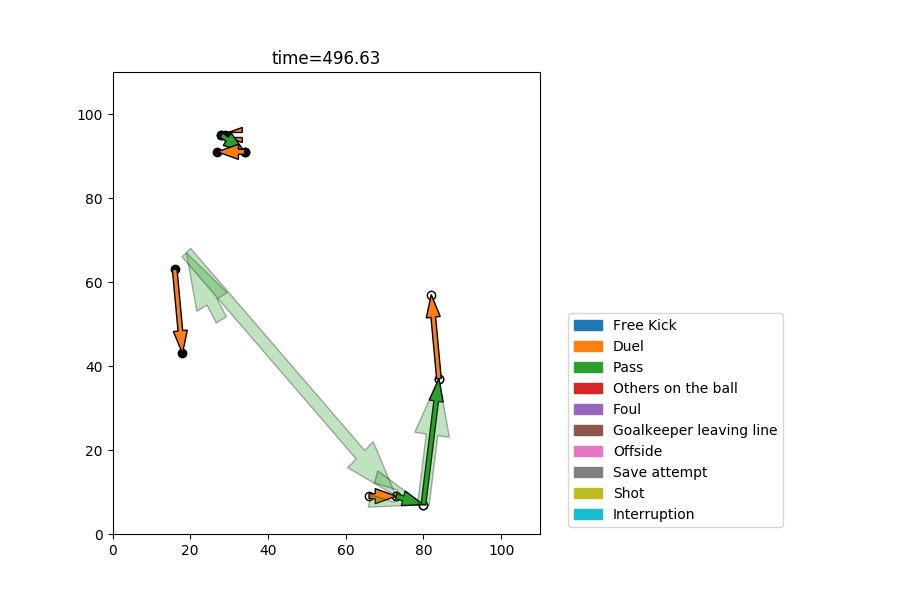 time=496.63
100
80
60
40
20
0
0 20 40 60 80 100
Free Kick
Duel
Pass
Others on the ball
Foul
Goalkeeper leaving line
Offside
Save attempt
Shot
Interruption